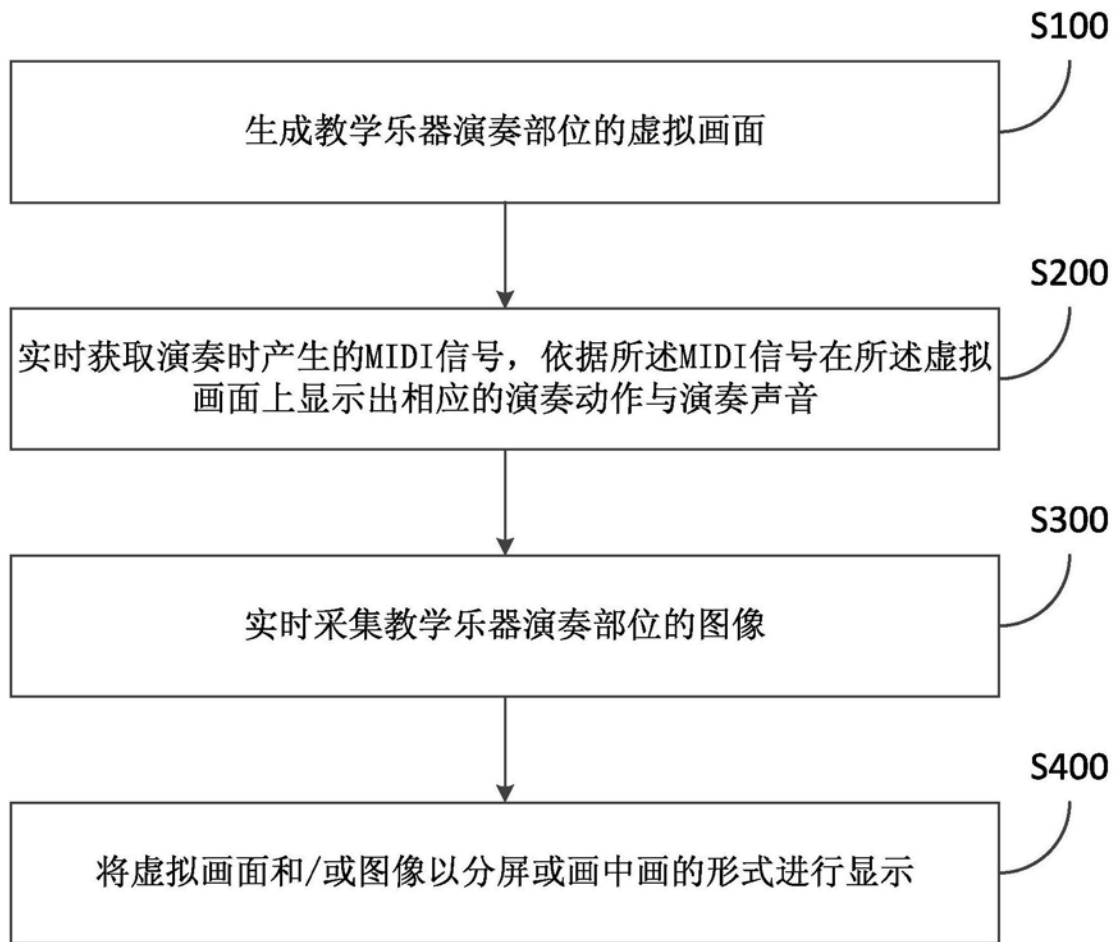 S100
生成教学乐器演奏部位的虚拟画面
S200
实时获取演奏时产生的MIDI信号，依据所述MIDI信号在所述虚拟
画面上显示出相应的演奏动作与演奏声音
S300
实时采集教学乐器演奏部位的图像
S400
将虚拟画面和/或图像以分屏或画中画的形式进行显示